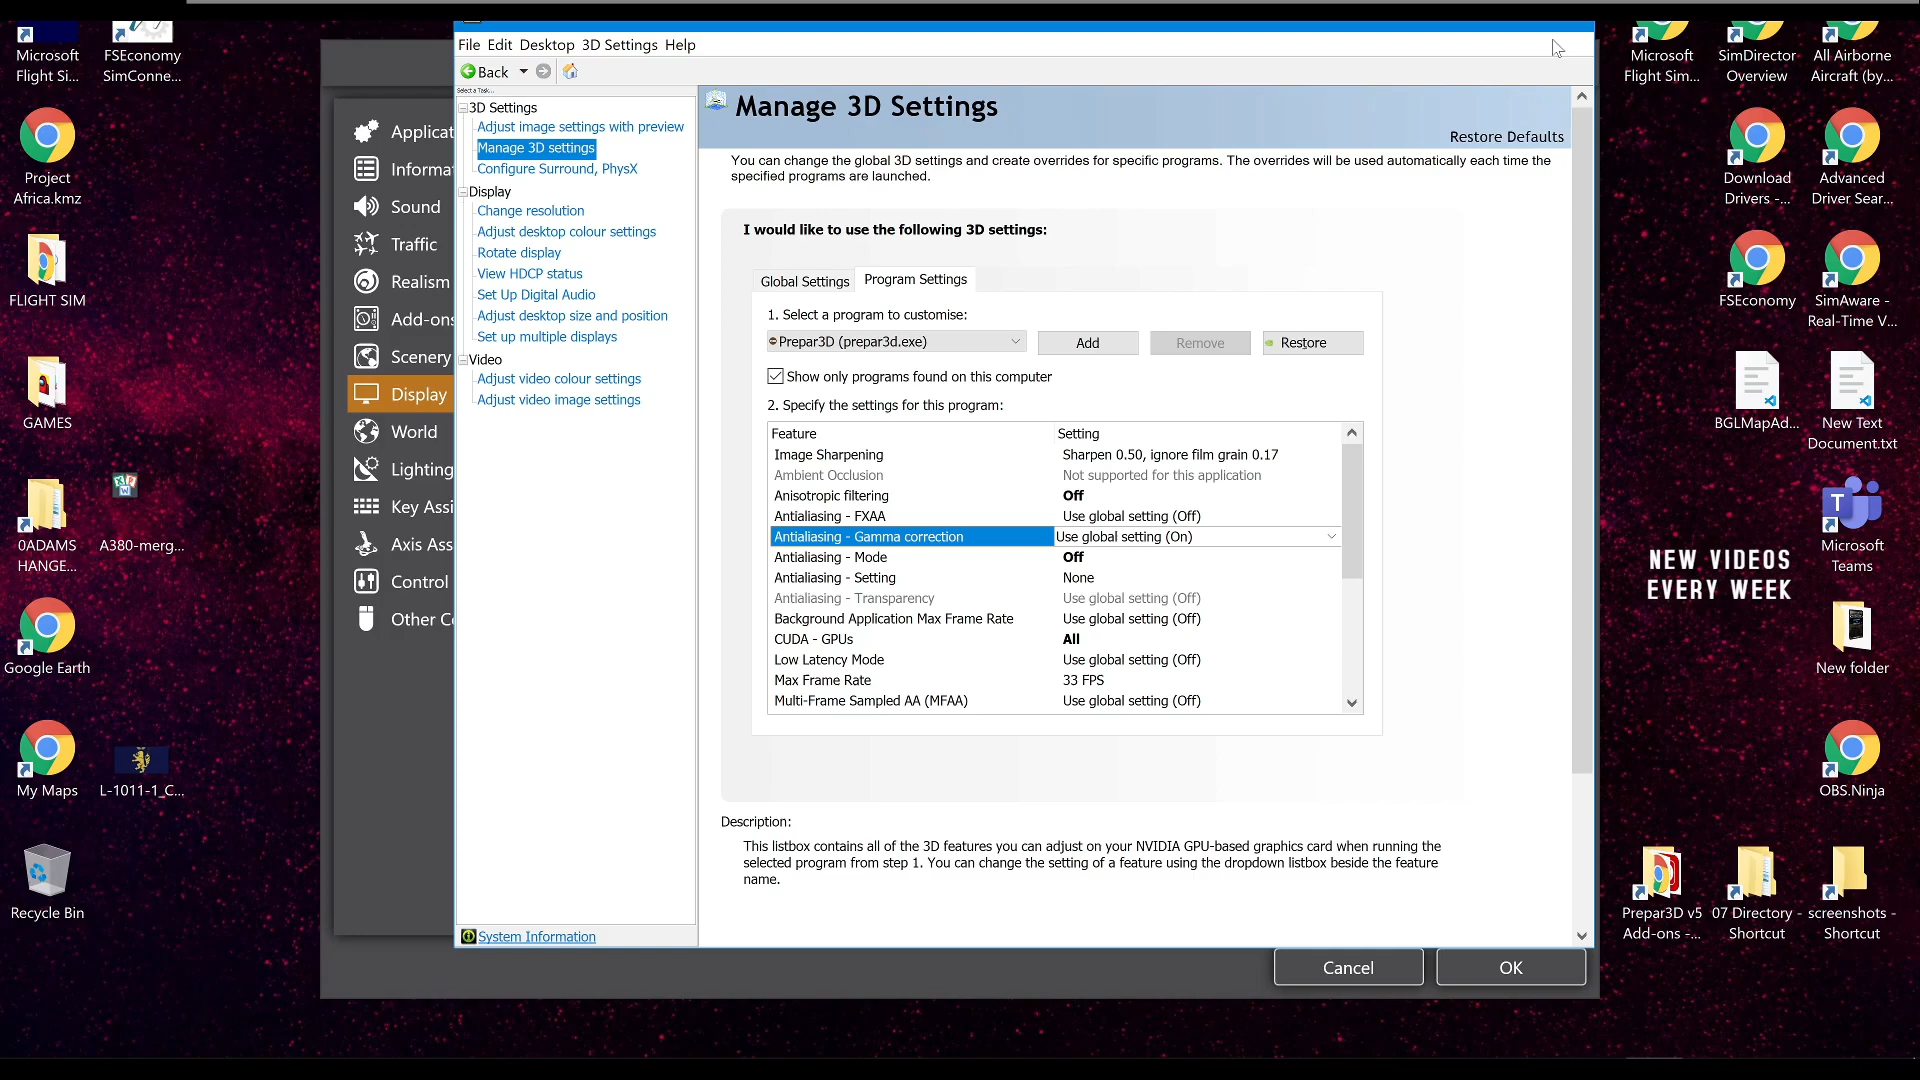 Microsoft
Flight Si...
FSEconomy
SimConne...
Project
Africa.kmz
FLIGHT SIM
GAMES
0ADAMS
HANGE...
A380-merg...
Google Earth
My Maps
L-1011-1_C...
Recycle Bin
Applicat
Informa
Sound
Traffic
Realism
Add-ons
Scenery
Display
World
Lighting
Key Assi
Axis Ass
Control
Other Co
File Edit Desktop 3D Settings Help
Back
Select a Task...
3D Settings
Adjust image settings with preview
Manage 3D settings
Configure Surround, PhysX
Display
Change resolution
Adjust desktop colour settings
Rotate display
View HDCP status
Set Up Digital Audio
Adjust desktop size and position
Set up multiple displays
Video
Adjust video colour settings
Adjust video image settings
System Information
Manage 3D Settings
Restore Defaults
You can change the global 3D settings and create overrides for specific programs. The overrides will be used automatically each time the
specified programs are launched.
I would like to use the following 3D settings:
Global Settings
Program Settings
1. Select a program to customise:
Prepar3D (prepar3d.exe)
Add
Remove
Restore
Show only programs found on this computer
2. Specify the settings for this program:
Feature Setting
Image Sharpening Sharpen 0.50, ignore film grain 0.17
Ambient Occlusion Not supported for this application
Anisotropic filtering Off
Antialiasing - FXAA Use global setting (Off)
Antialiasing - Gamma correction Use global setting (On)
Antialiasing - Mode Off
Antialiasing - Setting None
Antialiasing - Transparency Use global setting (Off)
Background Application Max Frame Rate Use global setting (Off)
CUDA - GPUs All
Low Latency Mode Use global setting (Off)
Max Frame Rate 33 FPS
Multi-Frame Sampled AA (MFAA) Use global setting (Off)
Description:
This listbox contains all of the 3D features you can adjust on your NVIDIA GPU-based graphics card when running the
selected program from step 1. You can change the setting of a feature using the dropdown listbox beside the feature
name.
Cancel
OK
Microsoft
Flight Sim...
SimDirector
Overview
All Airborne
Aircraft (by...
Download
Drivers -...
Advanced
Driver Sear...
FSEconomy
SimAware -
Real-Time V...
BGLMapAd...
New Text
Document.txt
NEW VIDEOS
EVERY WEEK
T
Microsoft
Teams
New folder
OBS.Ninja
Prepar3D v5
Add-ons -...
07 Directory -
Shortcut
screenshots -
Shortcut